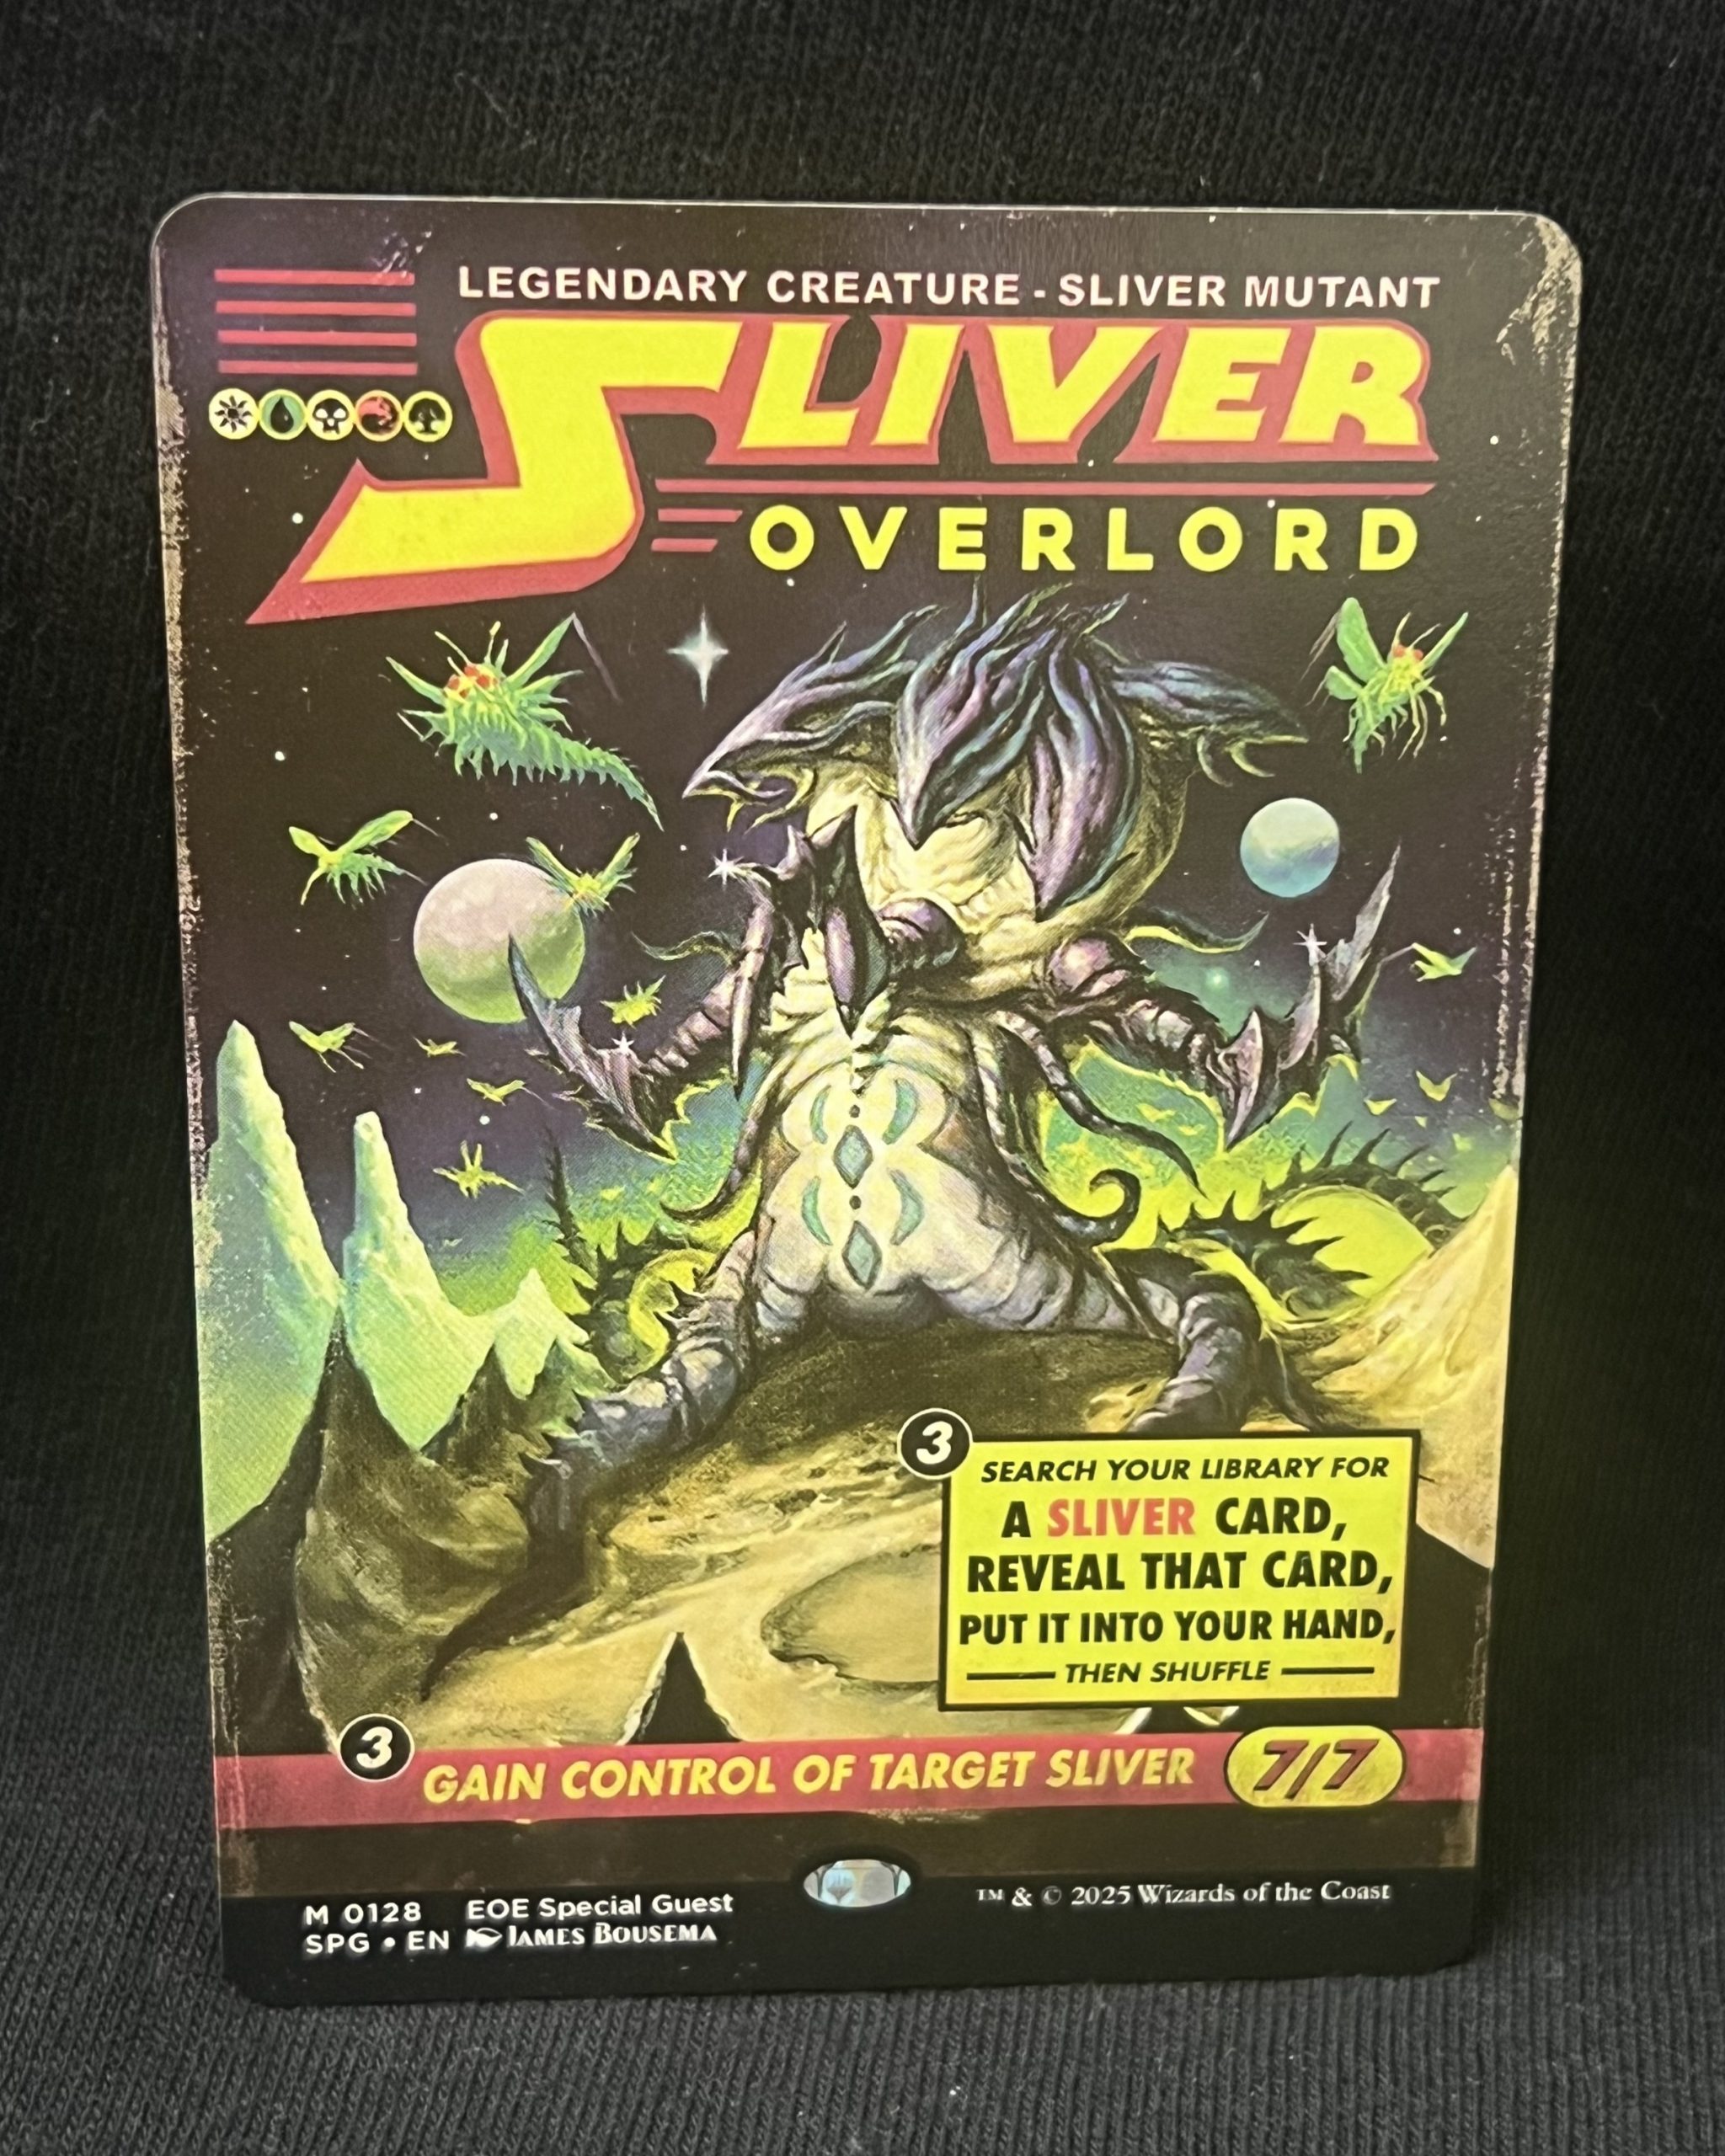 LEGENDARY CREATURE - SLIVER MUTANT
SLIVER
OVERLORD
3
SEARCH YOUR LIBRARY FOR
A SLIVER CARD,
REVEAL THAT CARD,
PUT IT INTO YOUR HAND,
THEN SHUFFLE
3
GAIN CONTROL OF TARGET SLIVER
7/7
M 0128 EOE Special Guest
SPG • EN JAMES BOUSEMA
™ & © 2025 Wizards of the Coast